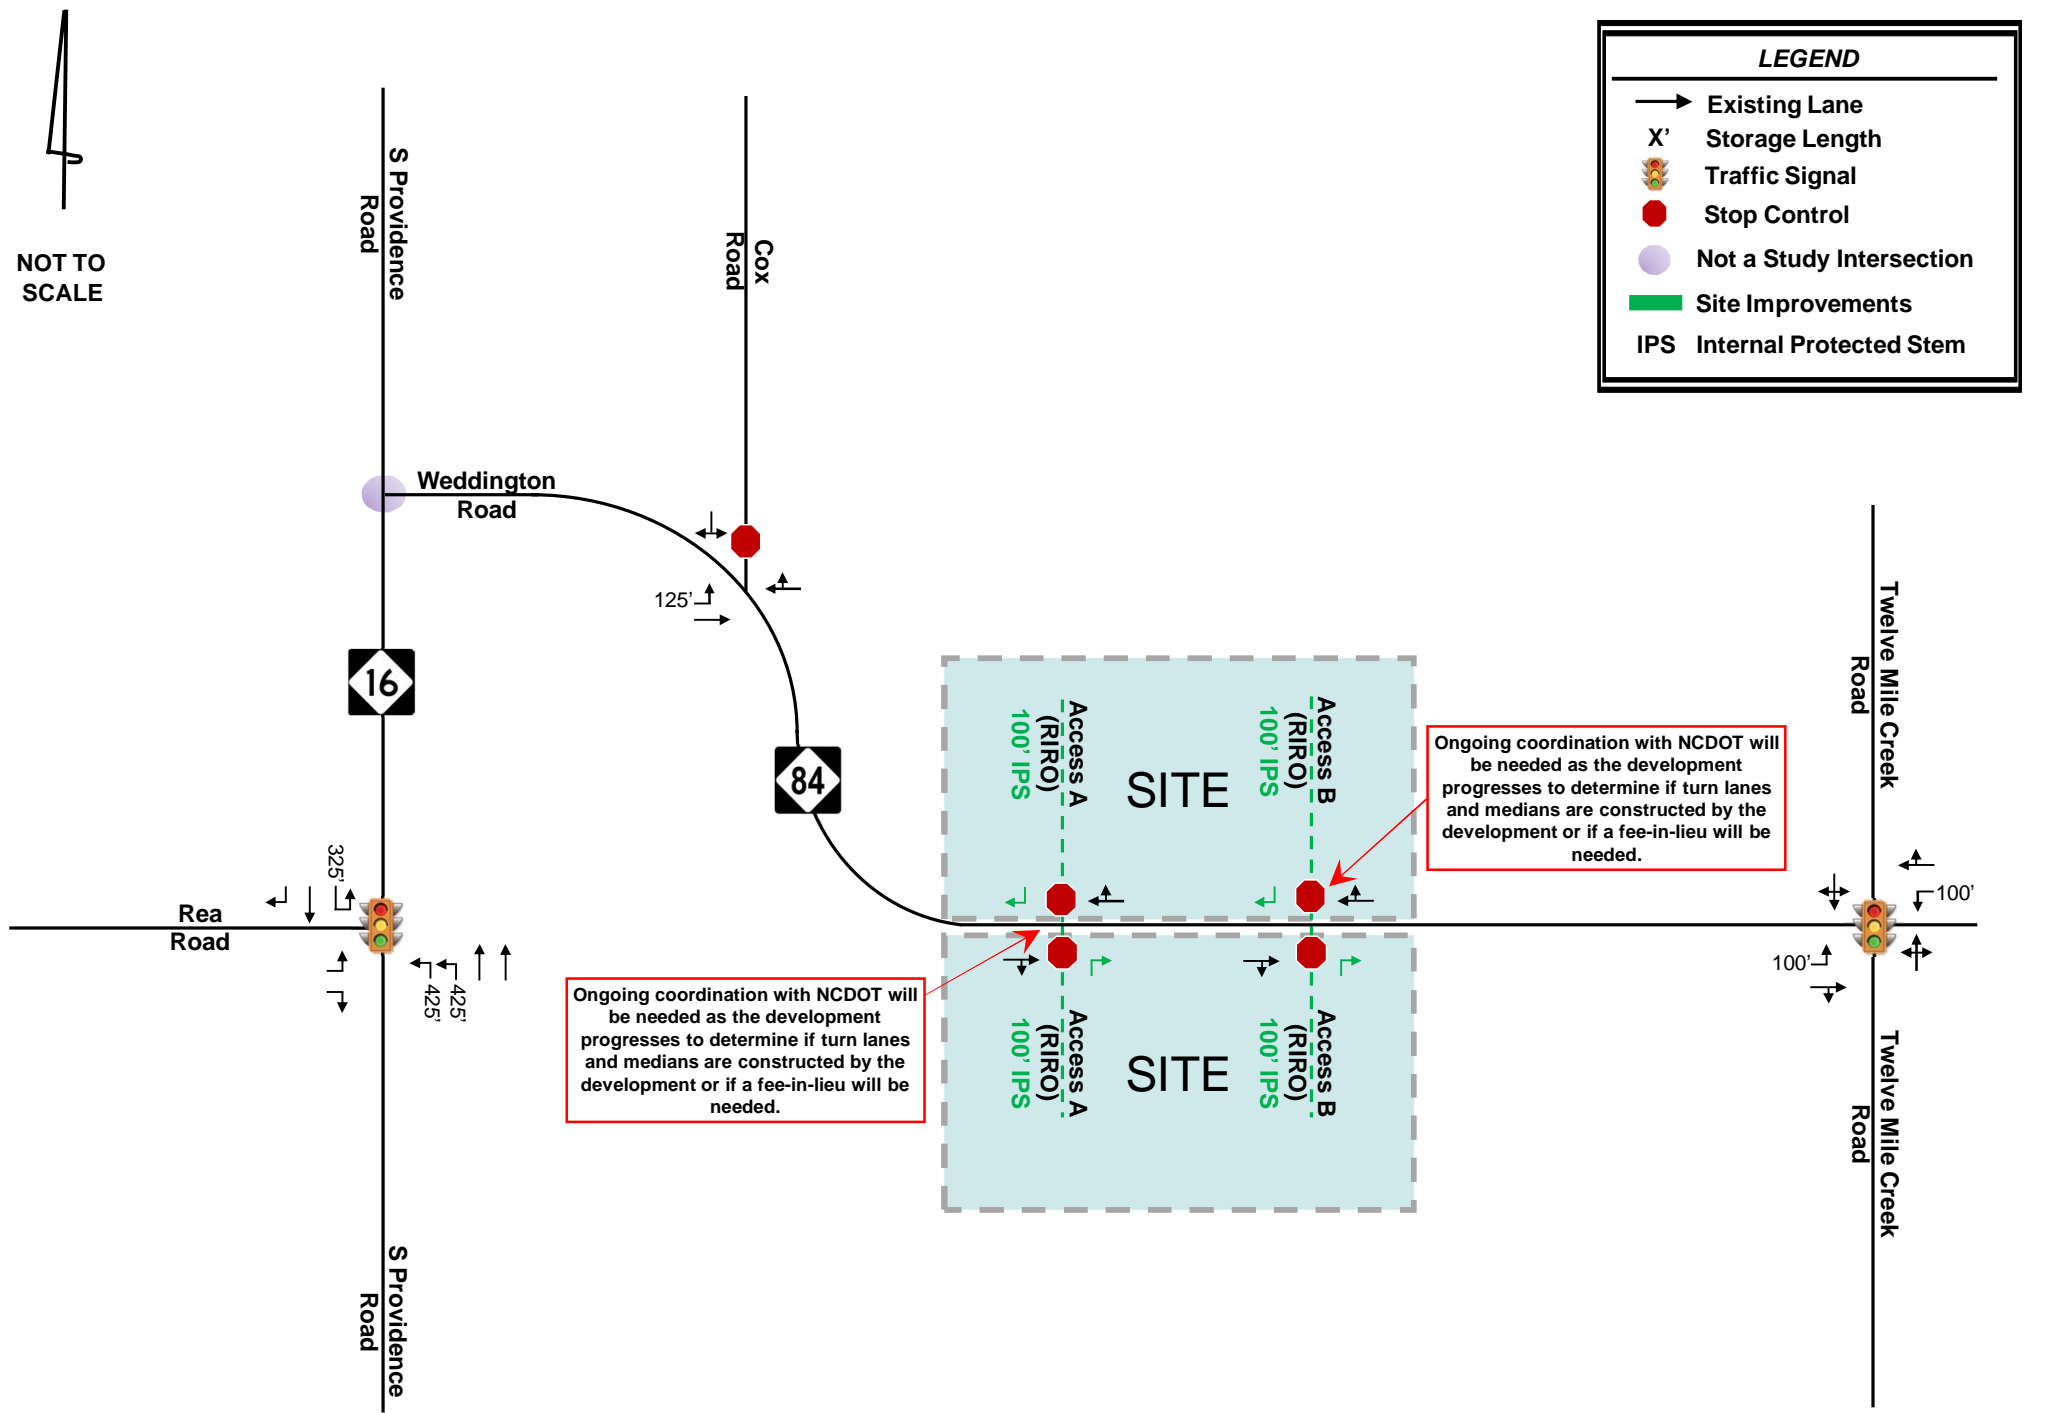 LEGEND
Existing Lane
X’ Storage Length
Traffic Signal
Stop Control
Not a Study Intersection
Site Improvements
IPS Internal Protected Stem
NOT TO
SCALE
S Providence
Road
Cox
Road
Weddington
Road
125’
16
84
Twelve Mile Creek
Road
Access A
(RIRO)
100’ IPS
SITE
Access B
(RIRO)
100’ IPS
Ongoing coordination with NCDOT will
be needed as the development
progresses to determine if turn lanes
and medians are constructed by the
development or if a fee-in-lieu will be
needed.
325’
Rea
Road
425’
425’
100’
100’
Ongoing coordination with NCDOT will
be needed as the development
progresses to determine if turn lanes
and medians are constructed by the
development or if a fee-in-lieu will be
needed.
Access A
(RIRO)
100’ IPS
SITE
Access B
(RIRO)
100’ IPS
Twelve Mile Creek
Road
S Providence
Road